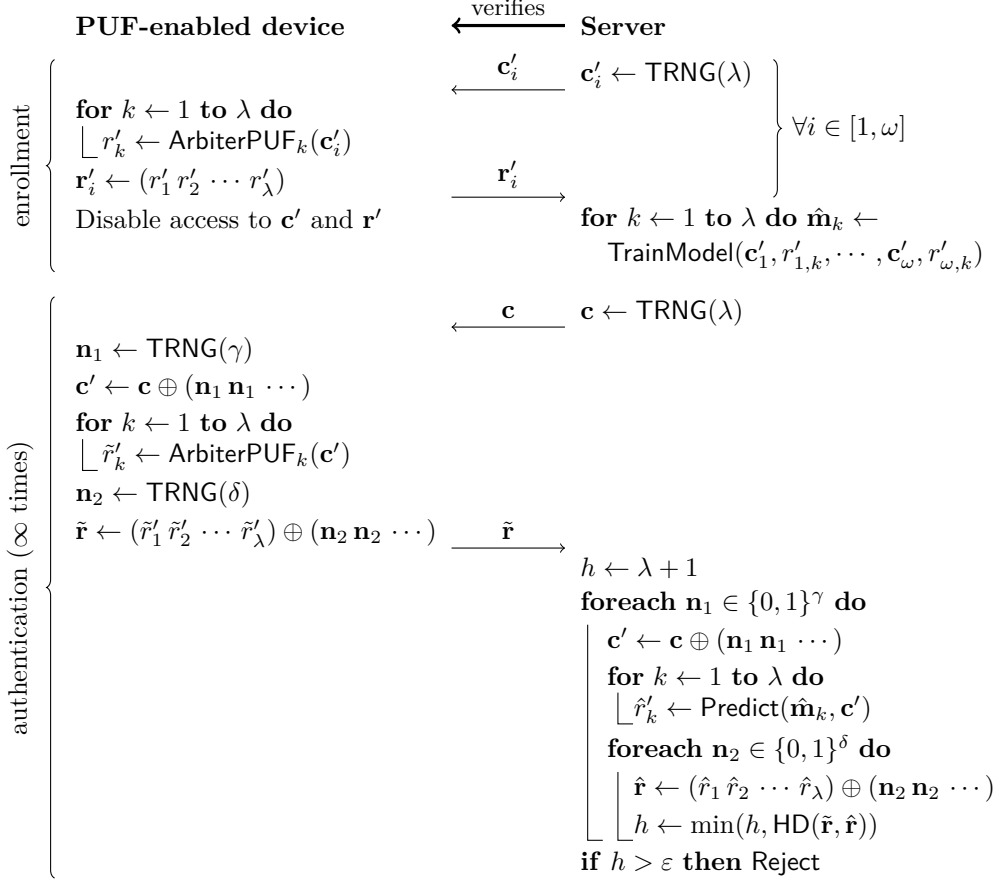 PUF-enabled device verifies Server
enrollment
c′ᵢ c′ᵢ ← TRNG(λ)
for k ← 1 to λ do
r′ₖ ← ArbiterPUFₖ(c′ᵢ)
∀i ∈ [1, ω]
r′ᵢ ← (r′₁ r′₂ ⋯ r′_λ) r′ᵢ
Disable access to c′ and r′
for k ← 1 to λ do m̂ₖ ←
TrainModel(c′₁, r′₁,ₖ, ⋯ , c′_ω, r′_ω,ₖ)
authentication (∞ times)
c c ← TRNG(λ)
n₁ ← TRNG(γ)
c′ ← c ⊕ (n₁ n₁ ⋯)
for k ← 1 to λ do
r̃′ₖ ← ArbiterPUFₖ(c′)
n₂ ← TRNG(δ)
r̃ ← (r̃′₁ r̃′₂ ⋯ r̃′_λ) ⊕ (n₂ n₂ ⋯) r̃
h ← λ + 1
foreach n₁ ∈ {0, 1}^γ do
c′ ← c ⊕ (n₁ n₁ ⋯)
for k ← 1 to λ do
r̂′ₖ ← Predict(m̂ₖ, c′)
foreach n₂ ∈ {0, 1}^δ do
r̂ ← (r̂₁ r̂₂ ⋯ r̂_λ) ⊕ (n₂ n₂ ⋯)
h ← min(h, HD(r̃, r̂))
if h > ε then Reject